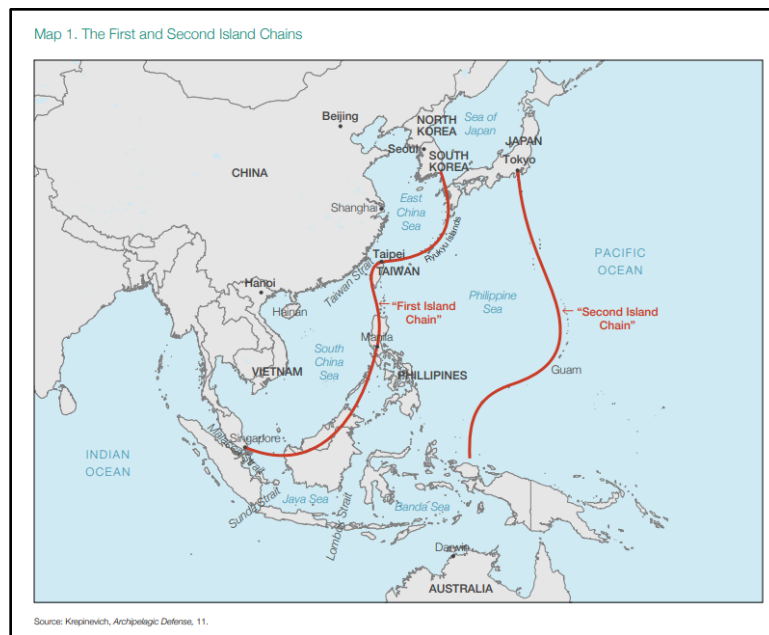 Map 1. The First and Second Island Chains
Beijing
NORTH
KOREA
Sea of
Japan
JAPAN
Tokyo
Seoul
SOUTH
KOREA
CHINA
Shanghai
East
China
Sea
Ryukyu Islands
PACIFIC
OCEAN
Taipei
TAIWAN
Taiwan Strait
Hanoi
Hainan
"First Island
Chain"
Philippine
Sea
"Second Island
Chain"
Manila
South
China
Sea
VIETNAM
PHILLIPINES
Guam
Singapore
Strait
INDIAN
OCEAN
Sunda Strait
Java Sea
Lombok Strait
Banda Sea
Darwin
AUSTRALIA
Source: Krepinevich, Archipelagic Defense, 11.